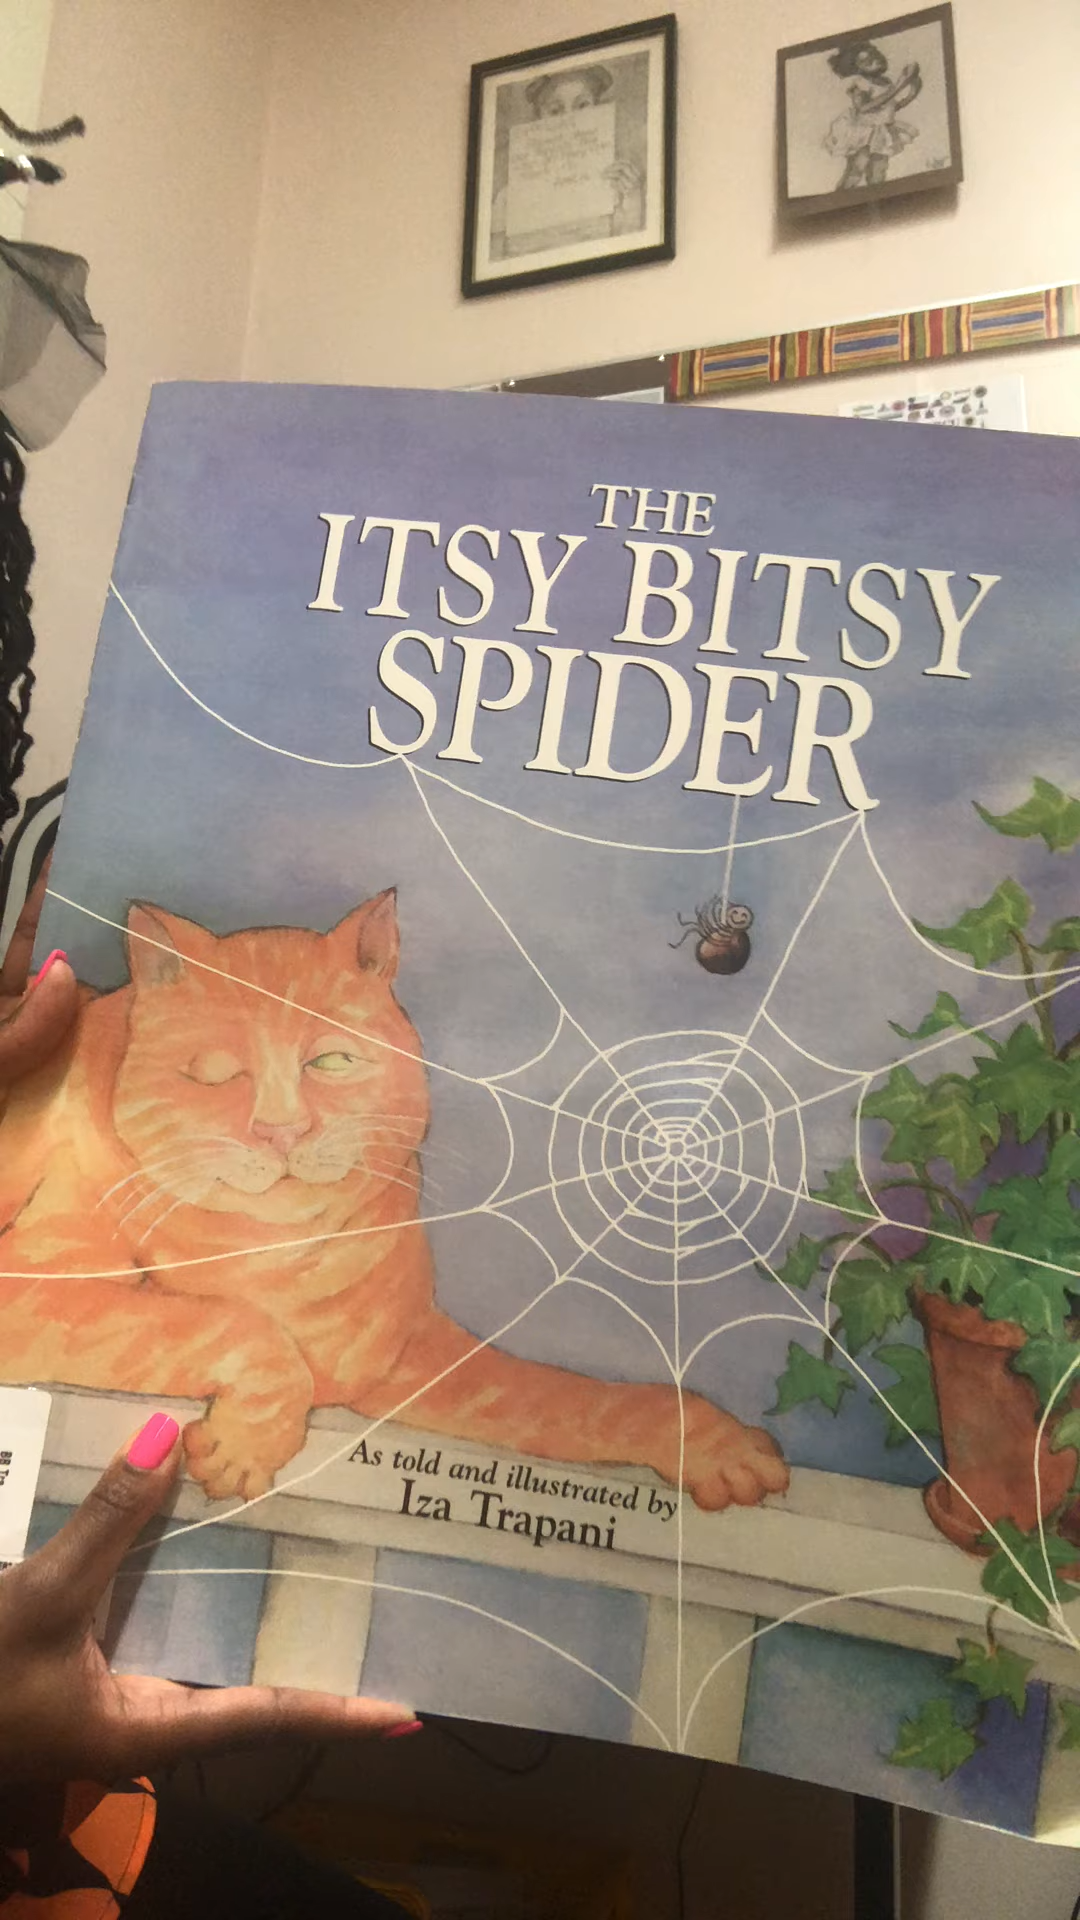 THE
ITSY BITSY
SPIDER
As told and illustrated by
Iza Trapani